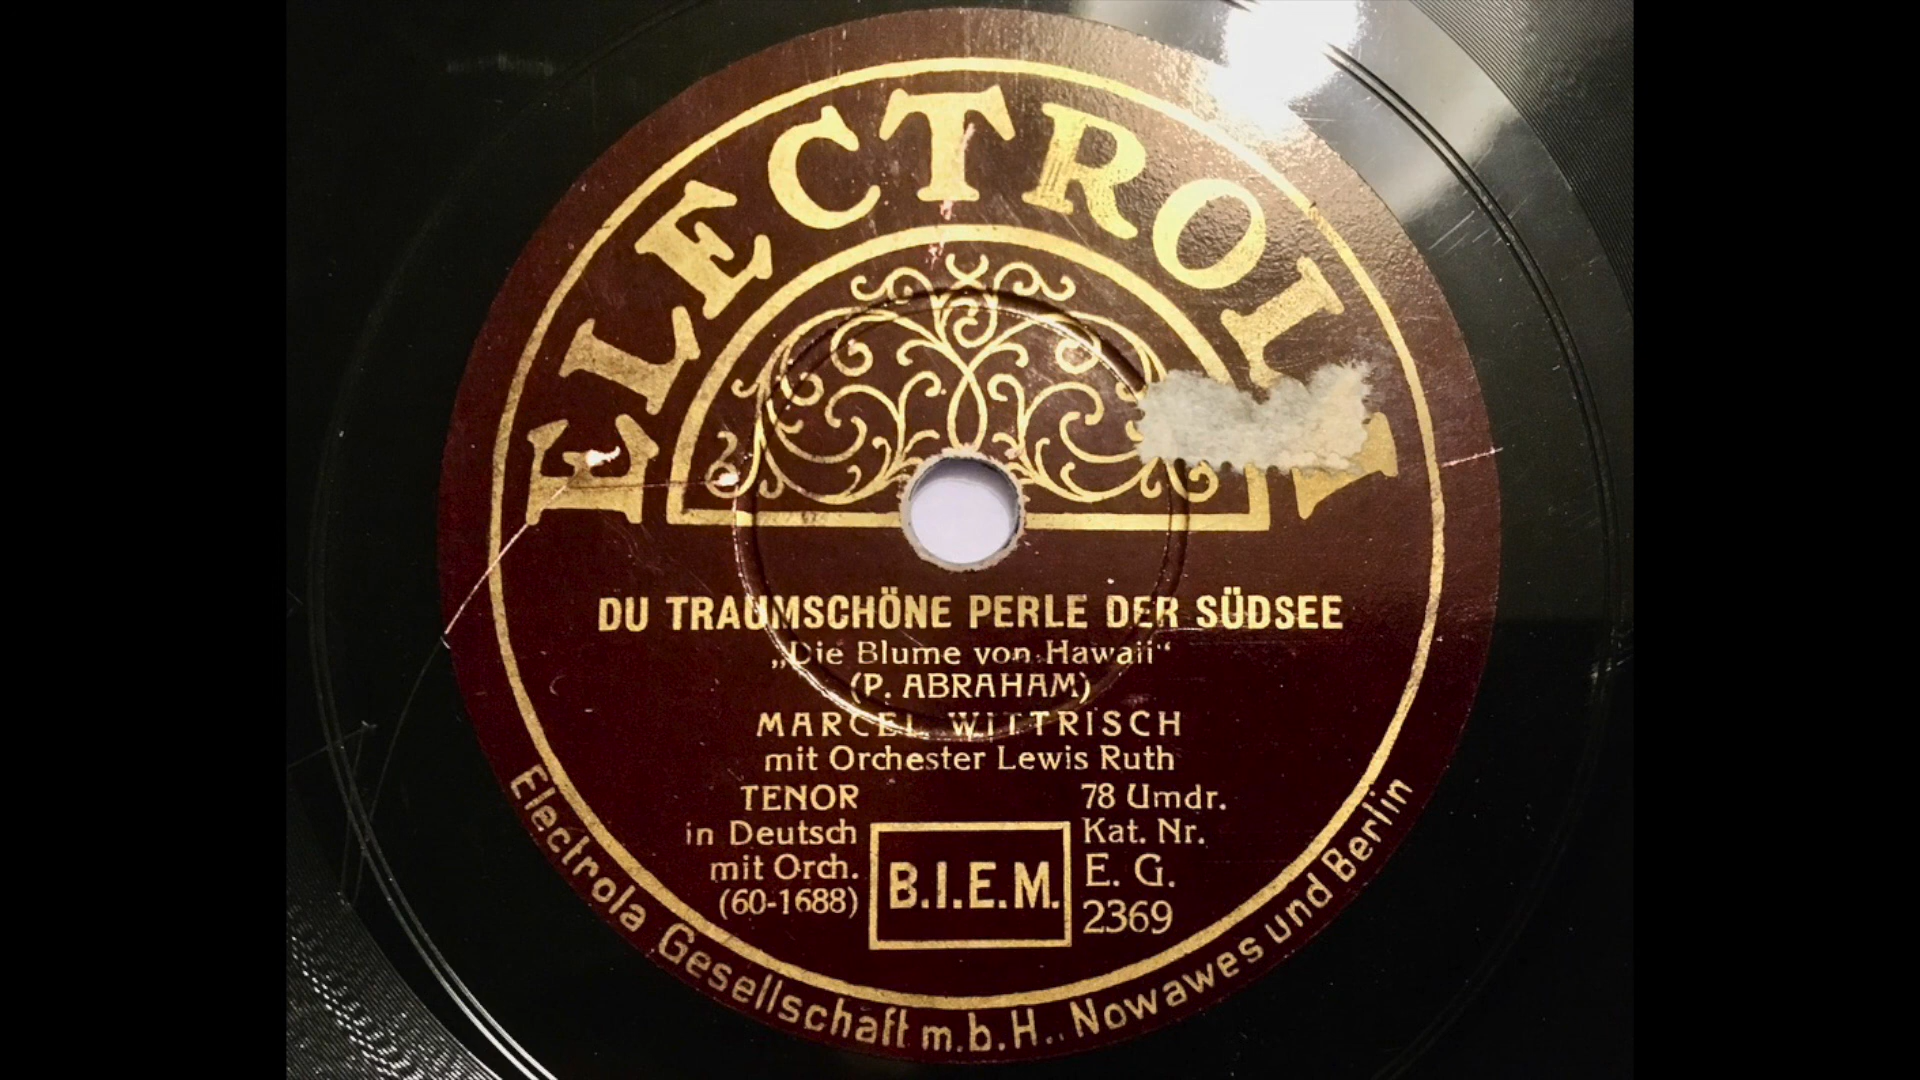 ELECTROLA
DU TRAUMSCHÖNE PERLE DER SÜDSEE
„Die Blume von Hawaii“
(P. ABRAHAM)
MARCEL WITTRISCH
mit Orchester Lewis Ruth
TENOR
in Deutsch
mit Orch.
(60-1688)
B.I.E.M.
78 Umdr.
Kat. Nr.
E. G.
2369
Electrola Gesellschaft m.b.H., Nowawes und Berlin